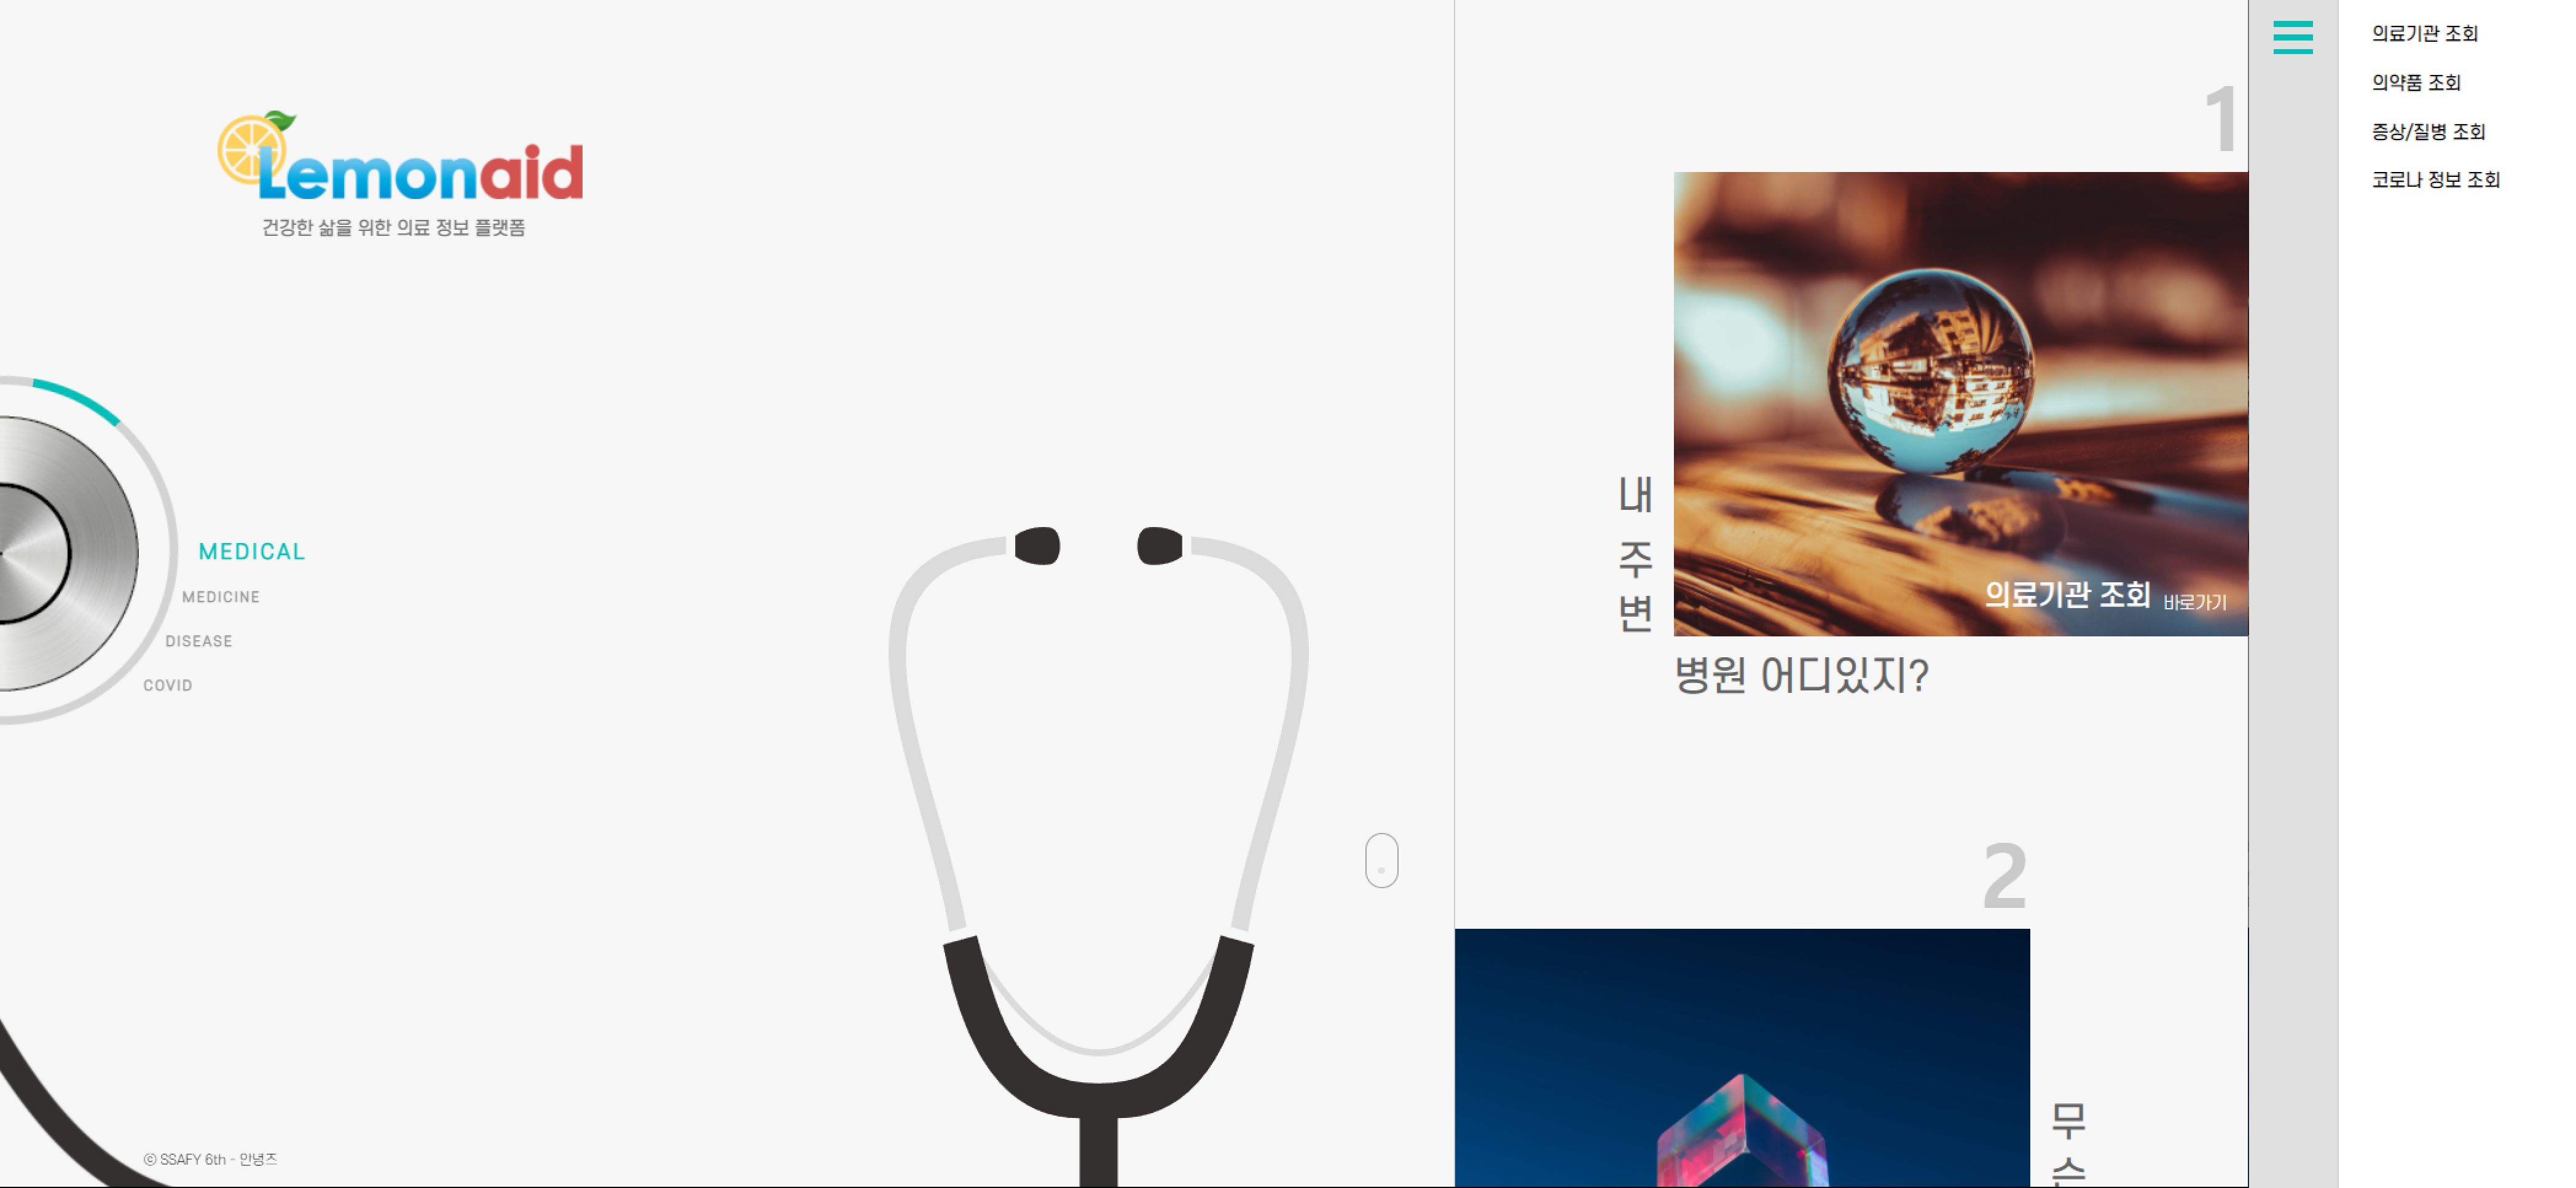 Lemonaid
건강한 삶을 위한 의료 정보 플랫폼
MEDICAL
MEDICINE
DISEASE
COVID
ⓒ SSAFY 6th - 안녕즈
1
내주변
의료기관 조회 바로가기
병원 어디있지?
2
무슨
의료기관 조회
의약품 조회
증상/질병 조회
코로나 정보 조회